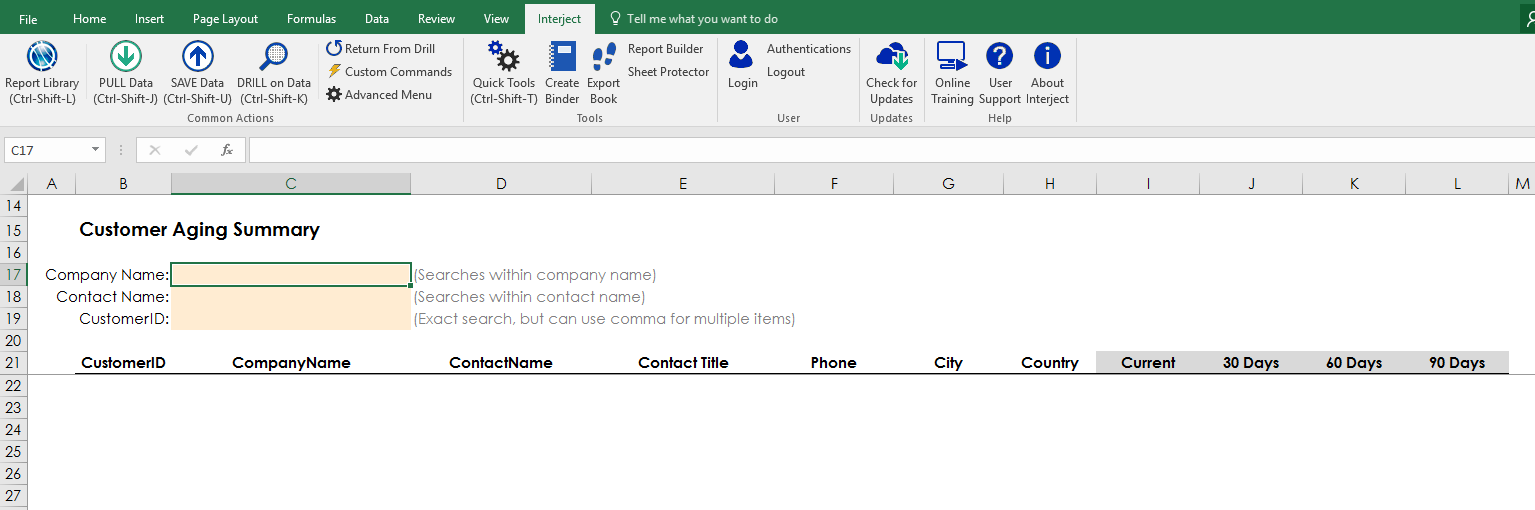 File Home Insert Page Layout Formulas Data Review View Interject Tell me what you want to do
Report Library (Ctrl-Shift-L)
PULL Data (Ctrl-Shift-J)
SAVE Data (Ctrl-Shift-U)
DRILL on Data (Ctrl-Shift-K)
Return From Drill
Custom Commands
Advanced Menu
Common Actions
Quick Tools (Ctrl-Shift-T)
Create Binder
Export Book
Report Builder
Sheet Protector
Tools
Login
Authentications
Logout
User
Check for Updates
Updates
Online Training
User Support
About Interject
Help
C17 fx
A B C D E F G H I J K L M
14
15 Customer Aging Summary
16
17 Company Name: (Searches within company name)
18 Contact Name: (Searches within contact name)
19 CustomerID: (Exact search, but can use comma for multiple items)
20
21 CustomerID CompanyName ContactName Contact Title Phone City Country Current 30 Days 60 Days 90 Days
22
23
24
25
26
27